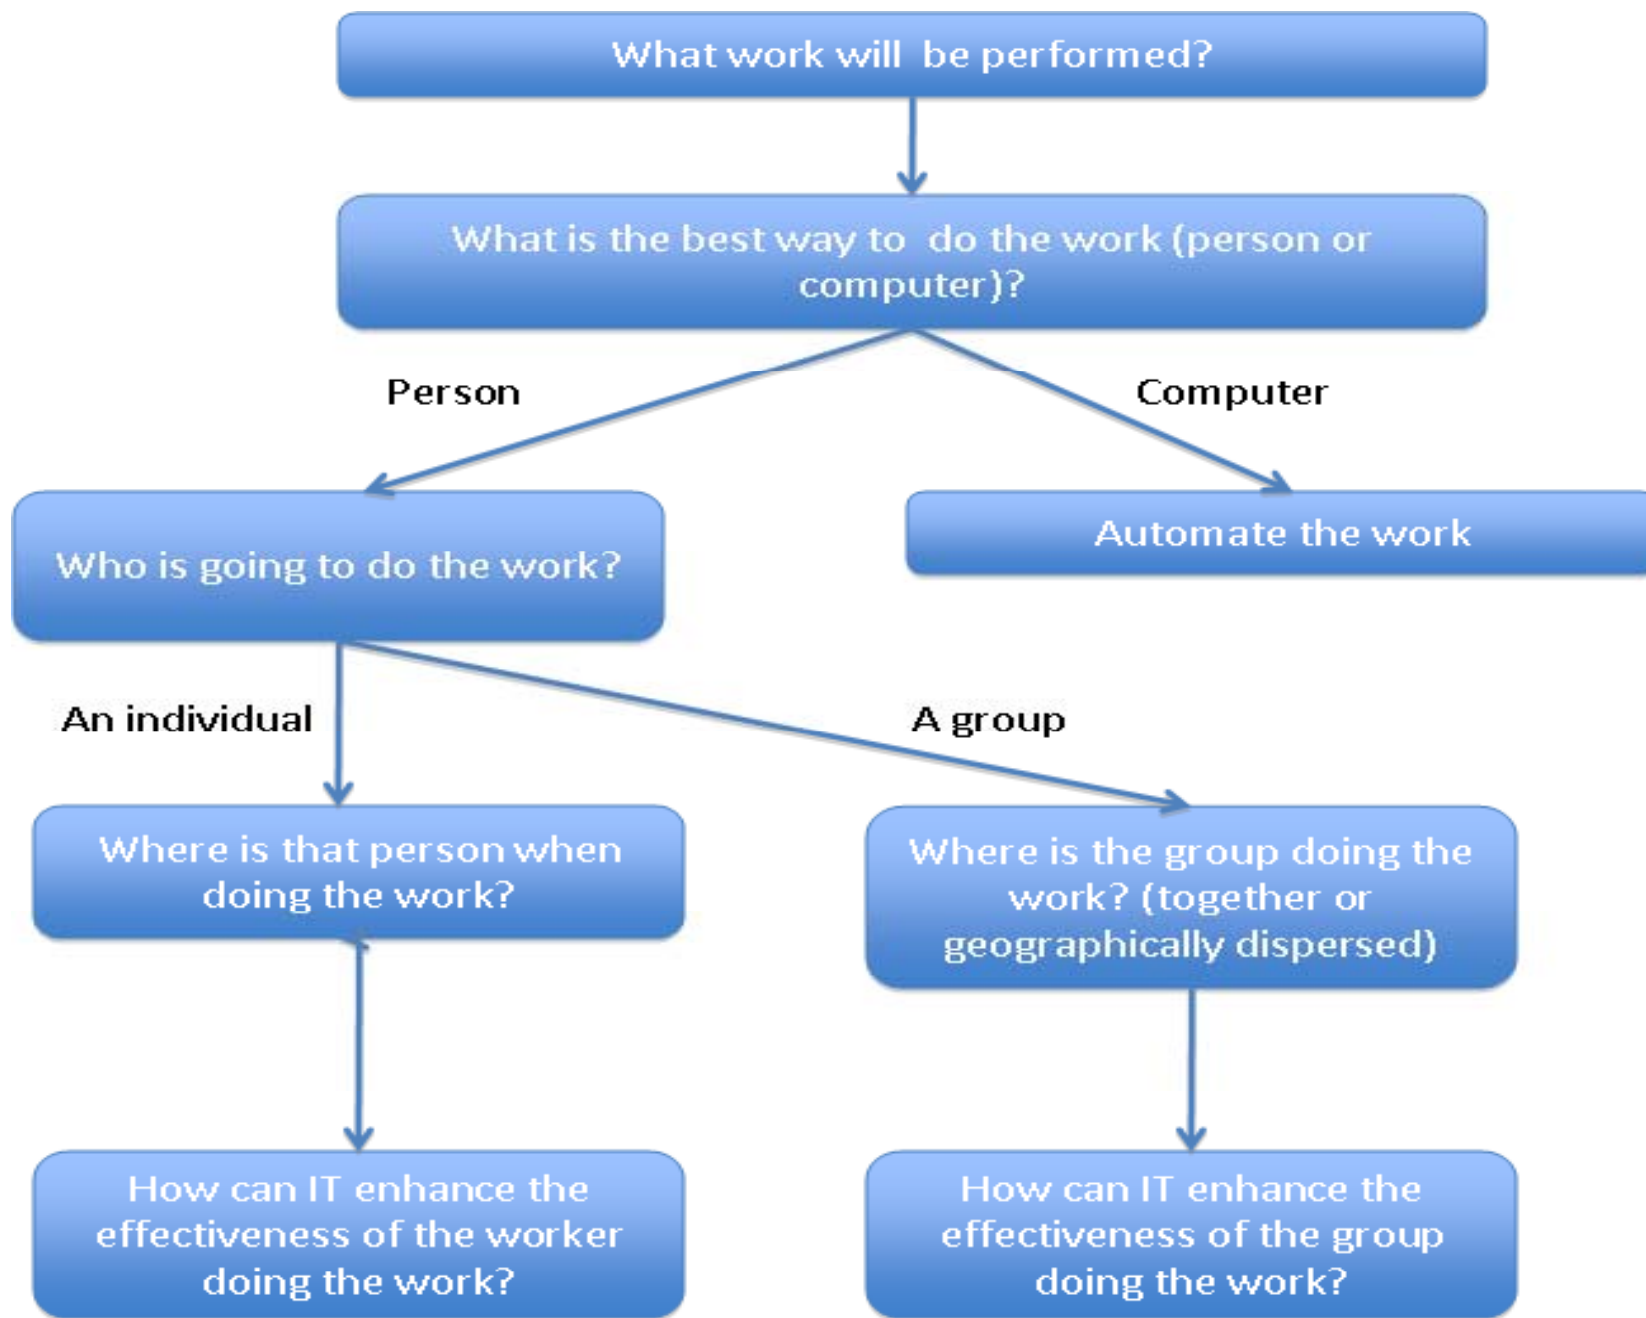 What work will be performed?
What is the best way to do the work (person or
computer)?
Person
Computer
Who is going to do the work?
Automate the work
An individual
A group
Where is that person when
doing the work?
Where is the group doing the
work? (together or
geographically dispersed)
How can IT enhance the
effectiveness of the worker
doing the work?
How can IT enhance the
effectiveness of the group
doing the work?